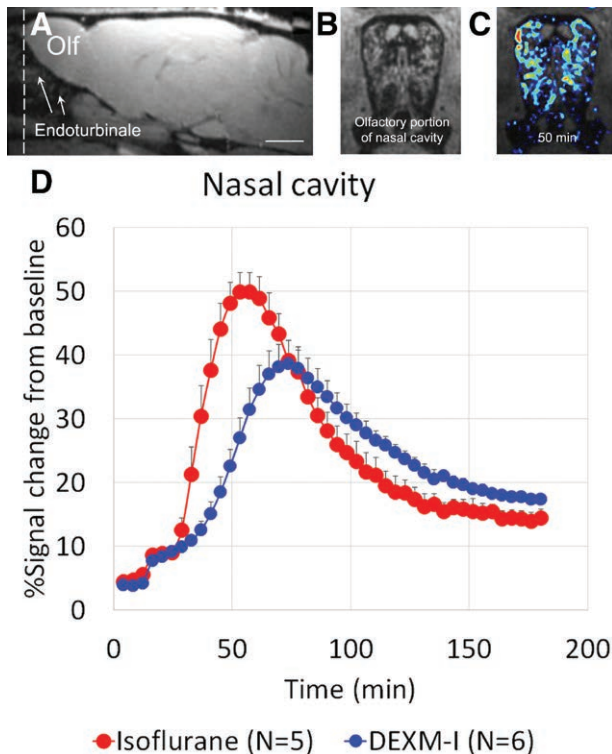 A
Olf
Endoturbinale
B
Olfactory portion
of nasal cavity
C
50 min
D
Nasal cavity
%Signal change from baseline
60
50
40
30
20
10
0
0
50
100
150
200
Time (min)
Isoflurane (N=5)
DEXM-I (N=6)